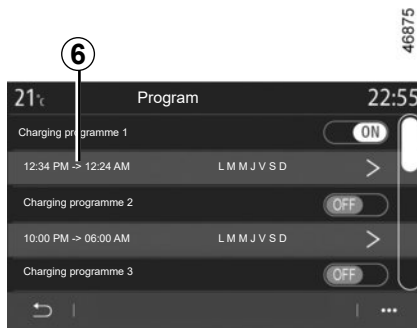 46875
6
21°c Program 22:55
Charging programme 1 ON
12:34 PM -> 12:24 AM L M M J V S D >
Charging programme 2 OFF
10:00 PM -> 06:00 AM L M M J V S D >
Charging programme 3 OFF